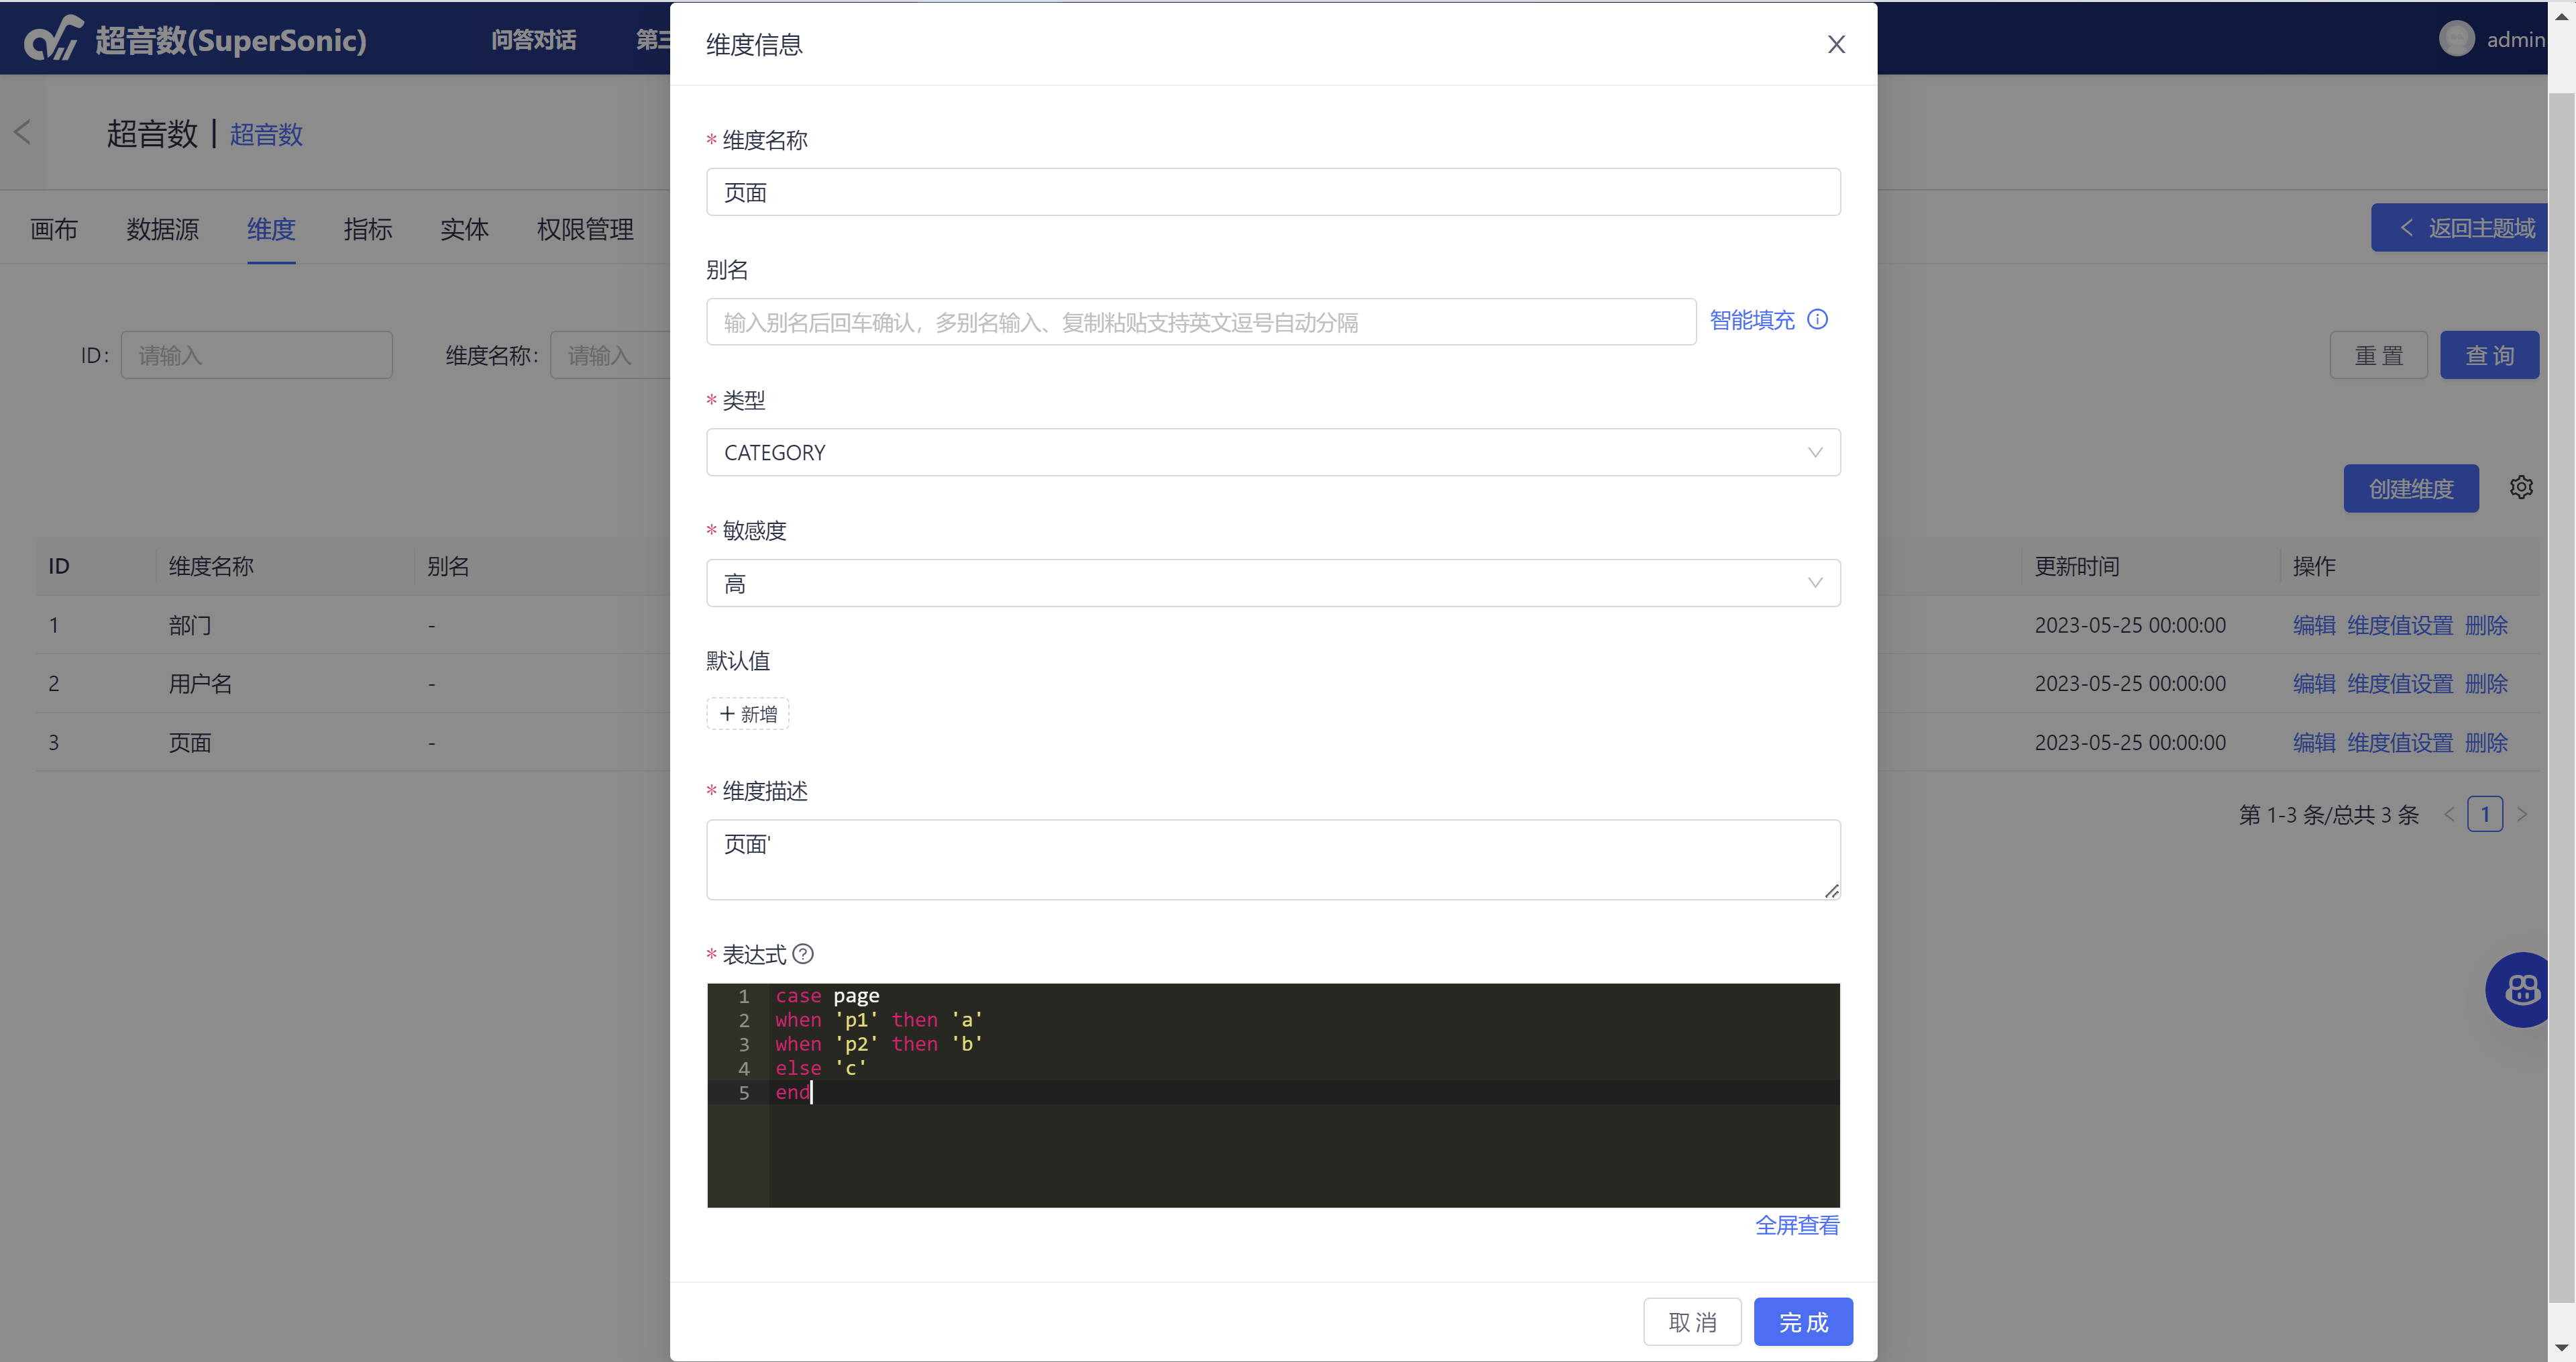 超音数(SuperSonic)
问答对话
第三
admin
超音数 | 超音数
画布
数据源
维度
指标
实体
权限管理
返回主题域
ID:
请输入
维度名称:
请输入
重 置
查 询
创建维度
ID
维度名称
别名
更新时间
操作
1
部门
-
2023-05-25 00:00:00
编辑 维度值设置 删除
2
用户名
-
2023-05-25 00:00:00
编辑 维度值设置 删除
3
页面
-
2023-05-25 00:00:00
编辑 维度值设置 删除
第 1-3 条/总共 3 条
1
维度信息
* 维度名称
页面
别名
输入别名后回车确认，多别名输入、复制粘贴支持英文逗号自动分隔
智能填充
* 类型
CATEGORY
* 敏感度
高
默认值
+ 新增
* 维度描述
页面'
* 表达式
1 case page
2 when 'p1' then 'a'
3 when 'p2' then 'b'
4 else 'c'
5 end
全屏查看
取 消
完 成